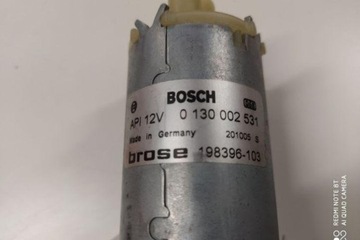 BOSCH
API 12V 0 130 002 531
Made in Germany 201005 S
brose 198396-103
REDMI NOTE 8T
AI QUAD CAMERA